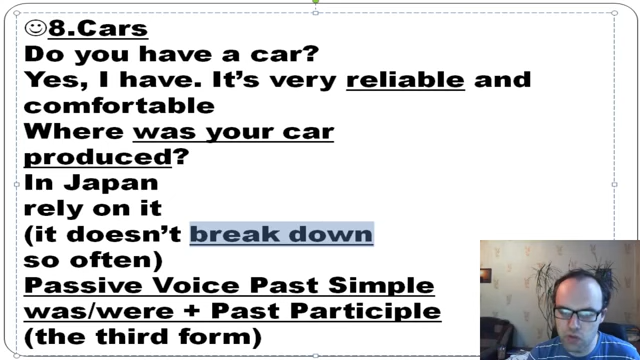 ☺8.Cars
Do you have a car?
Yes, I have. It's very reliable and
comfortable
Where was your car
produced?
In Japan
rely on it
(it doesn't break down
so often)
Passive Voice Past Simple
was/were + Past Participle
(the third form)